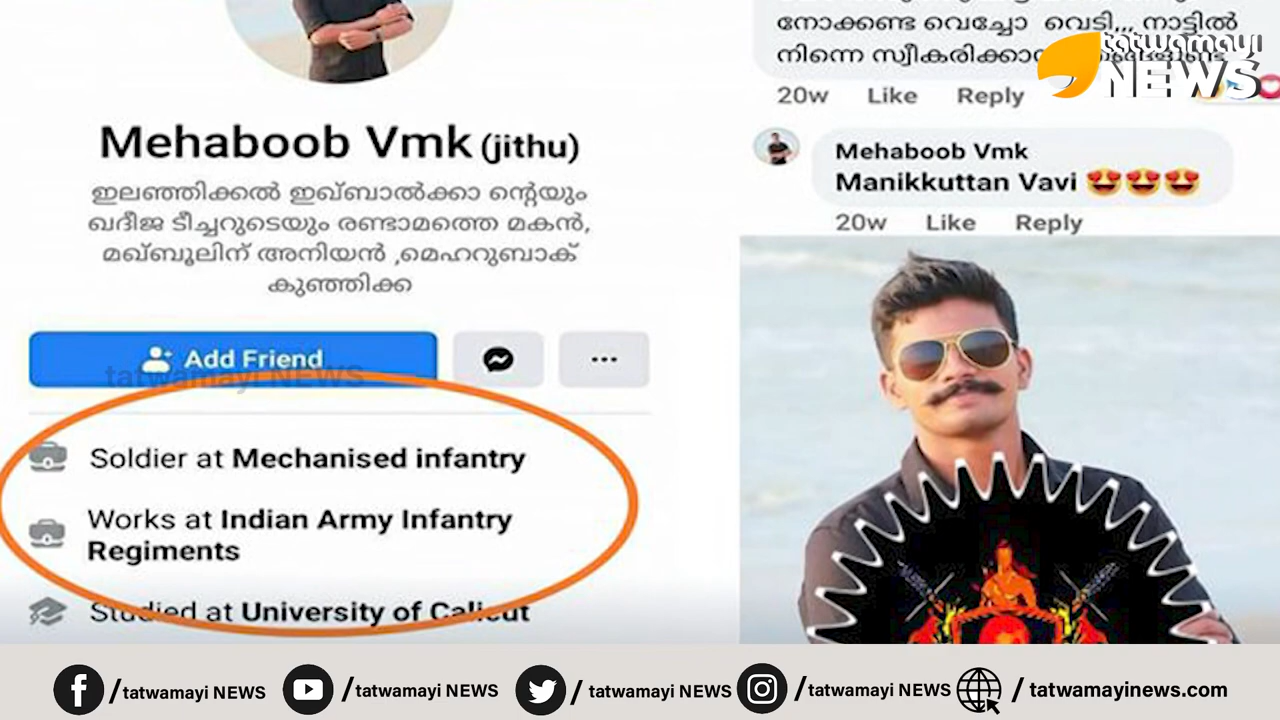 Mehaboob Vmk (jithu)
ഇലഞ്ഞിക്കൽ ഇഖ്ബാൽക്കാ ന്റെയും
ഖദീജ ടീച്ചറുടെയും രണ്ടാമത്തെ മകൻ,
മഖ്ബൂലിന് അനിയൻ ,മെഹറുബാക്
കുഞ്ഞിക്ക
Add Friend
tatwamayi NEWS
Soldier at Mechanised infantry
Works at Indian Army Infantry
Regiments
Studied at University of Calicut
നോക്കണ്ട വെച്ചോ വെടി,,, നാട്ടിൽ
നിന്നെ
20w Like Reply
tatwamayi
NEWS
Mehaboob Vmk
Manikkuttan Vavi 😍😍😍
20w Like Reply
/tatwamayi NEWS
/tatwamayi NEWS
/ tatwamayi NEWS
/tatwamayi NEWS
/ tatwamayinews.com